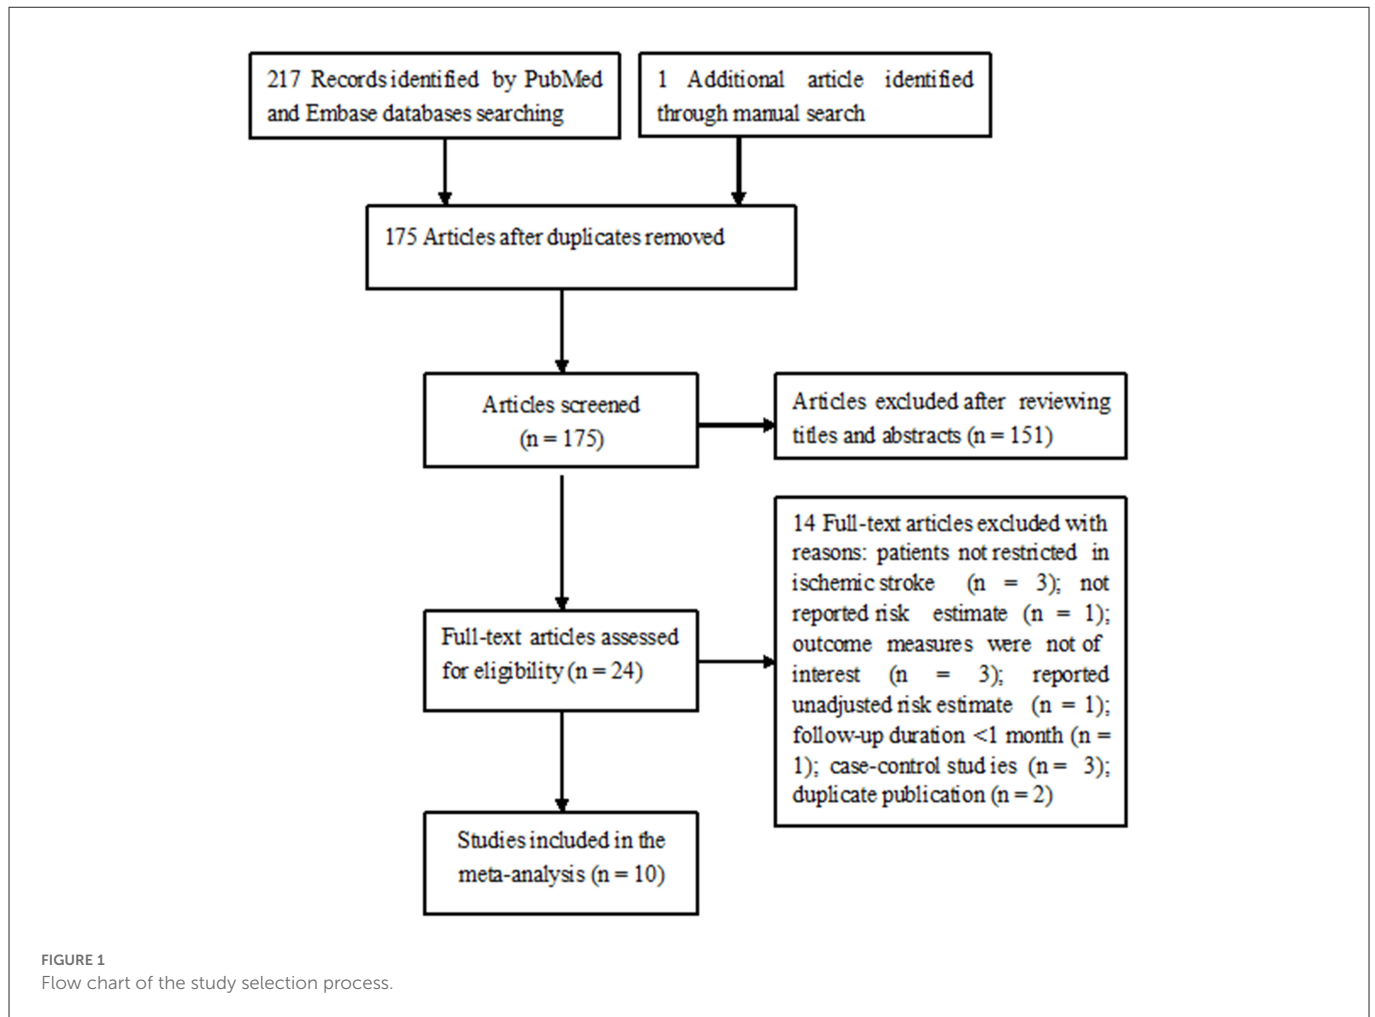 217 Records identified by PubMed
and Embase databases searching
1 Additional article identified
through manual search
175 Articles after duplicates removed
Articles screened
(n = 175)
Articles excluded after reviewing
titles and abstracts (n = 151)
14 Full-text articles excluded with
reasons: patients not restricted in
ischemic stroke (n = 3); not
reported risk estimate (n = 1);
outcome measures were not of
interest (n = 3); reported
unadjusted risk estimate (n = 1);
follow-up duration <1 month (n =
1); case-control studies (n = 3);
duplicate publication (n = 2)
Full-text articles assessed
for eligibility (n = 24)
Studies included in the
meta-analysis (n = 10)
FIGURE 1
Flow chart of the study selection process.